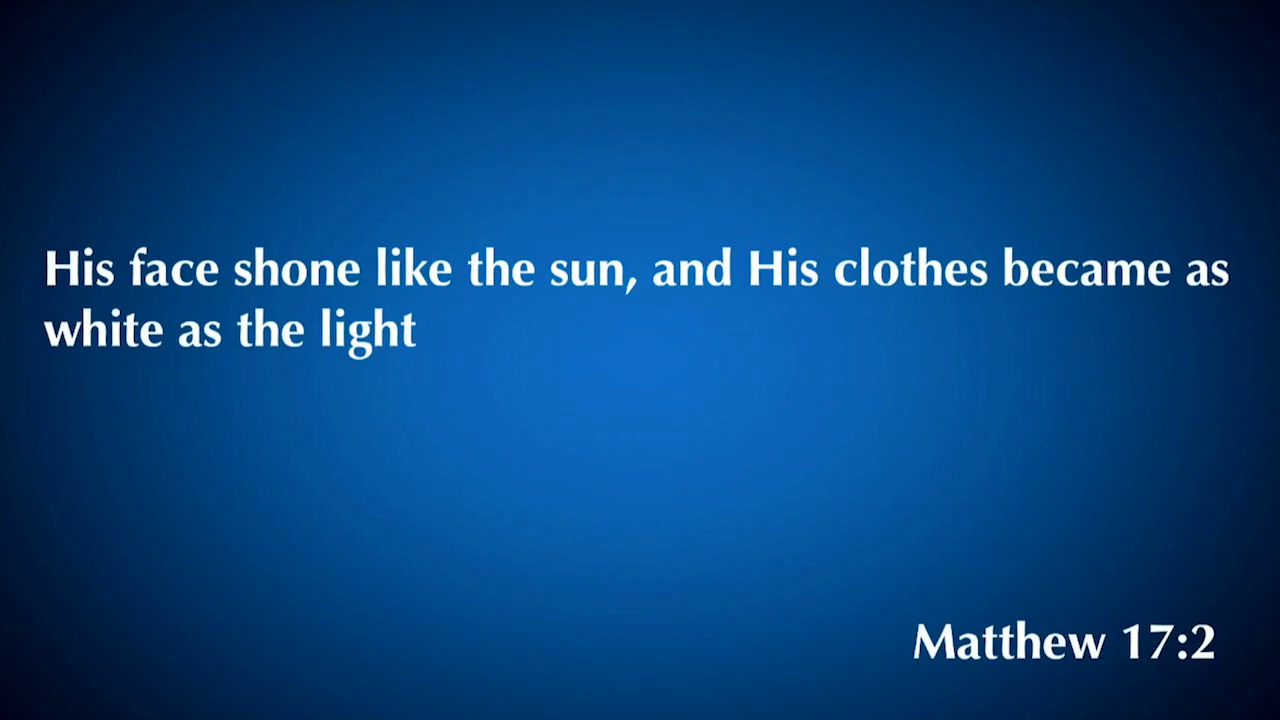 His face shone like the sun, and His clothes became as
white as the light
Matthew 17:2